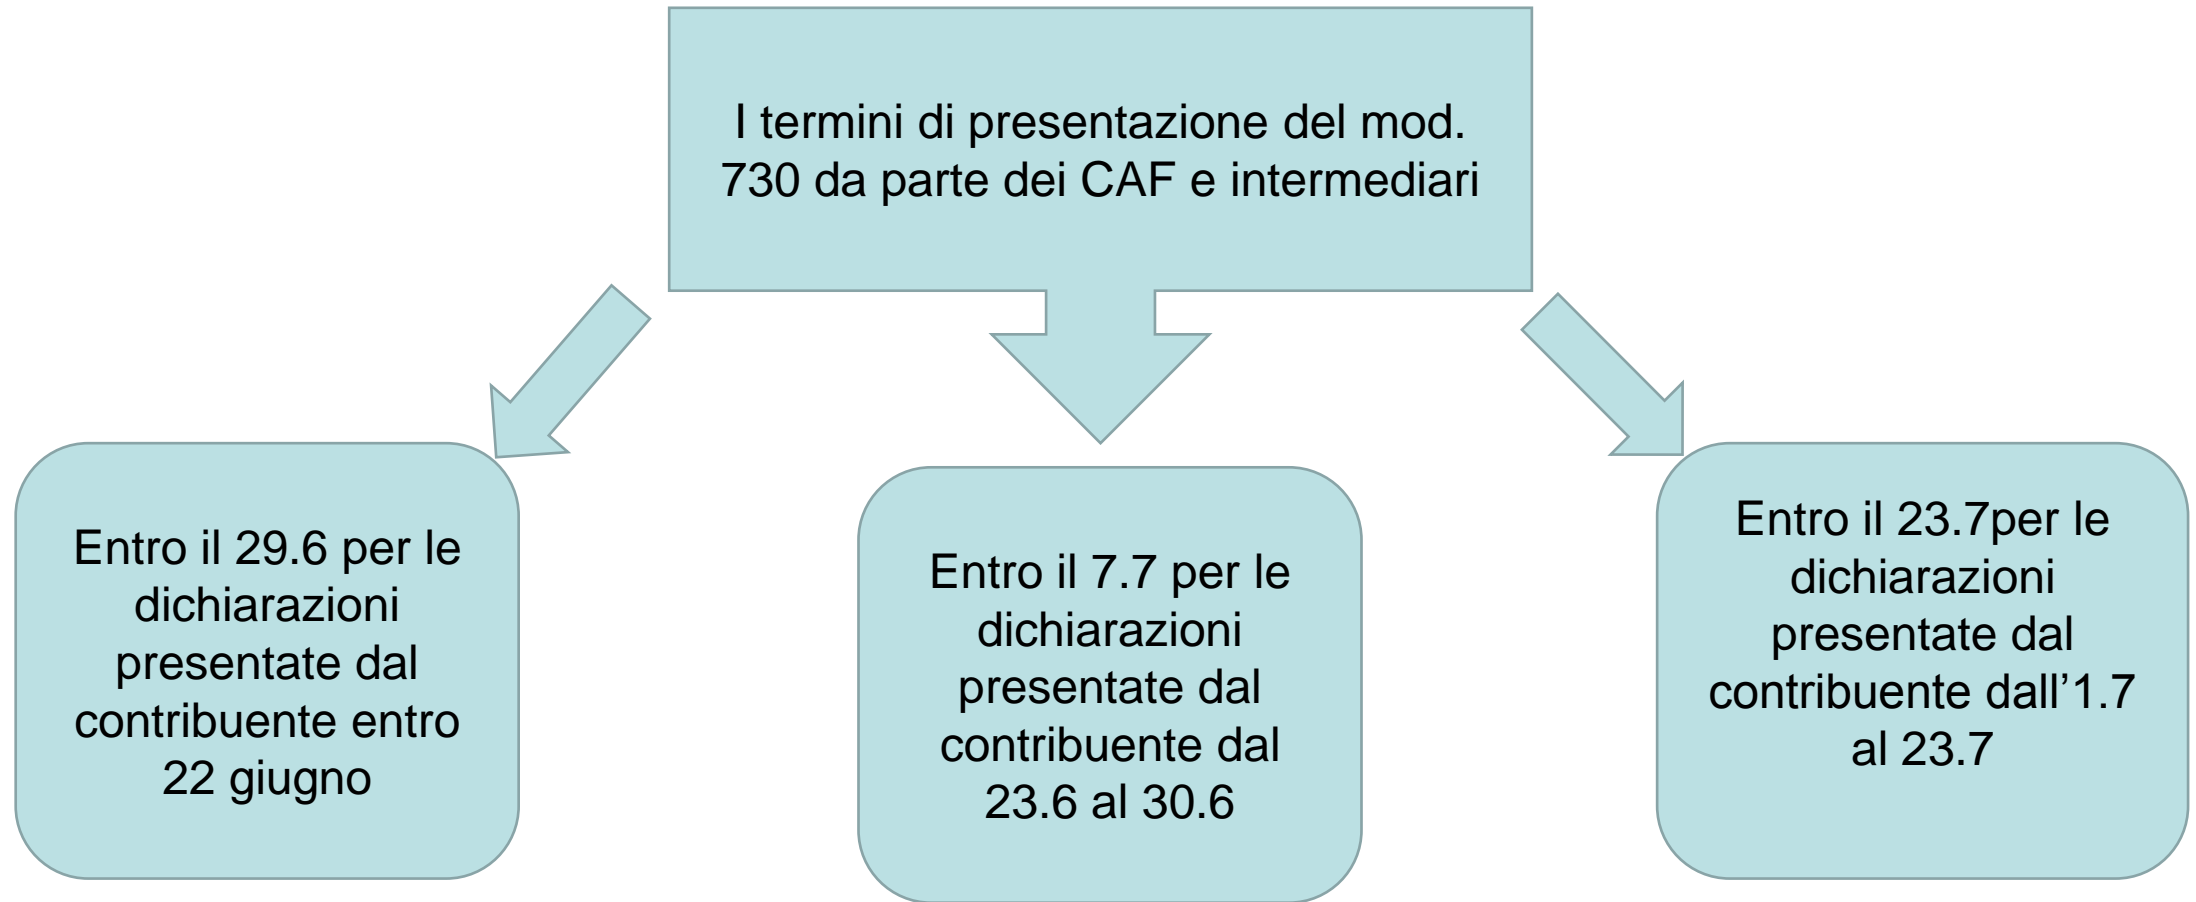 I termini di presentazione del mod.
730 da parte dei CAF e intermediari
Entro il 29.6 per le
dichiarazioni
presentate dal
contribuente entro
22 giugno
Entro il 7.7 per le
dichiarazioni
presentate dal
contribuente dal
23.6 al 30.6
Entro il 23.7per le
dichiarazioni
presentate dal
contribuente dall’1.7
al 23.7